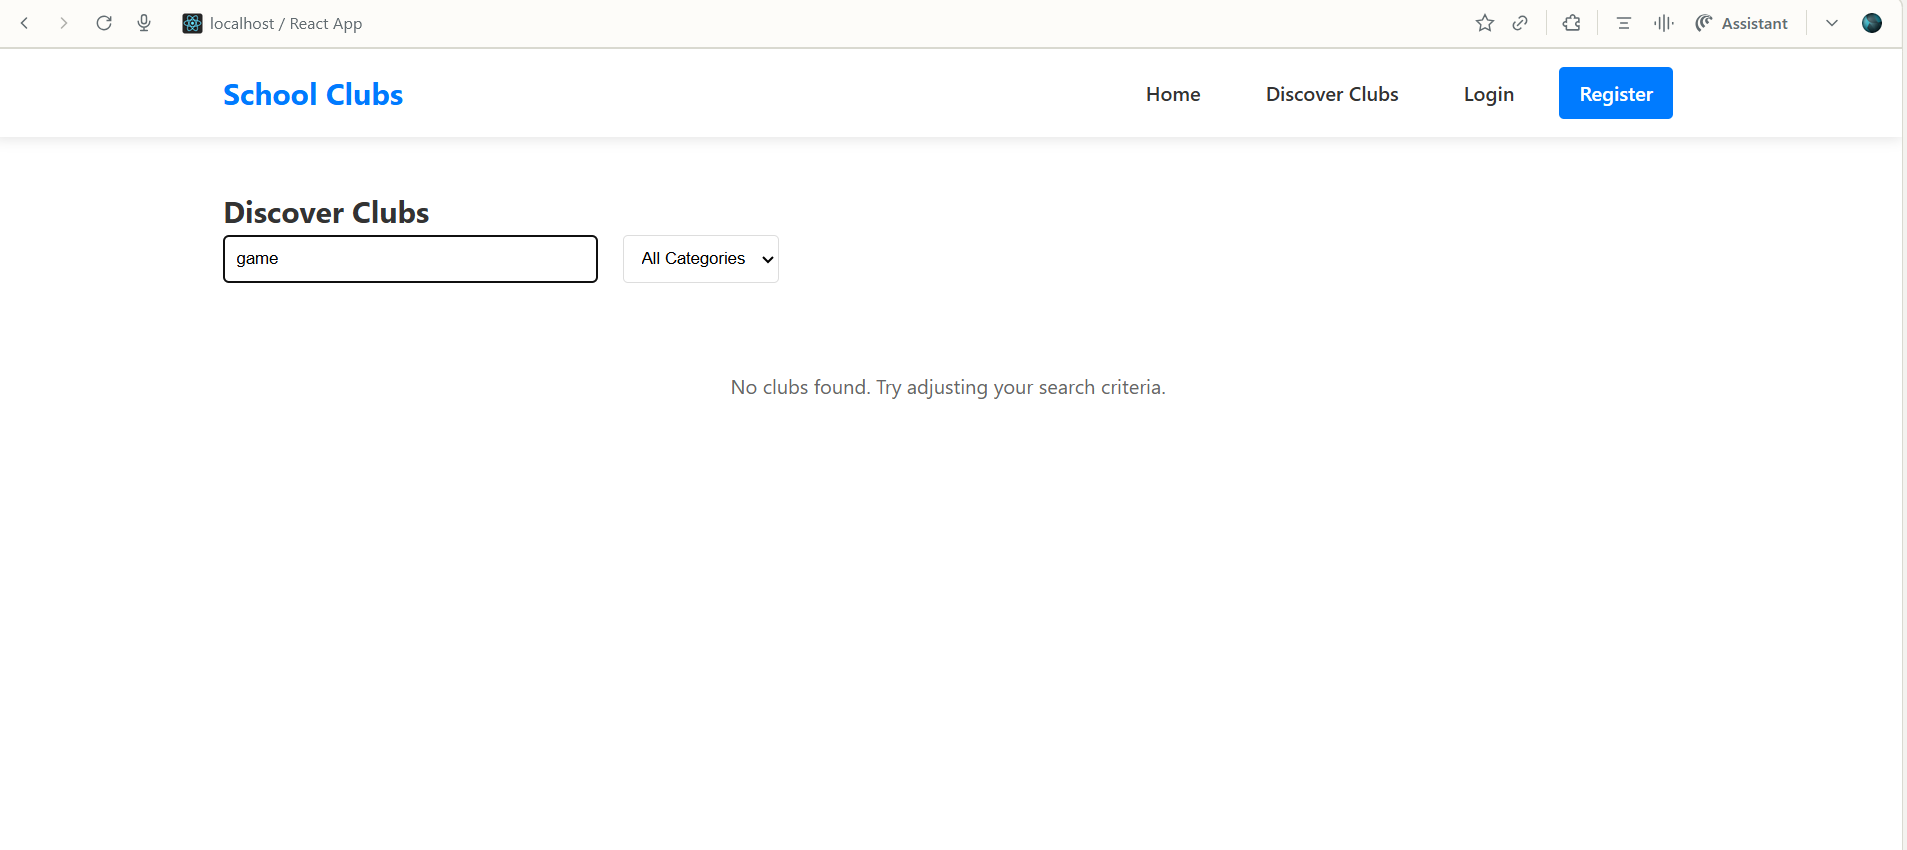 localhost / React App
Assistant
School Clubs
Home
Discover Clubs
Login
Register
Discover Clubs
game
All Categories
No clubs found. Try adjusting your search criteria.